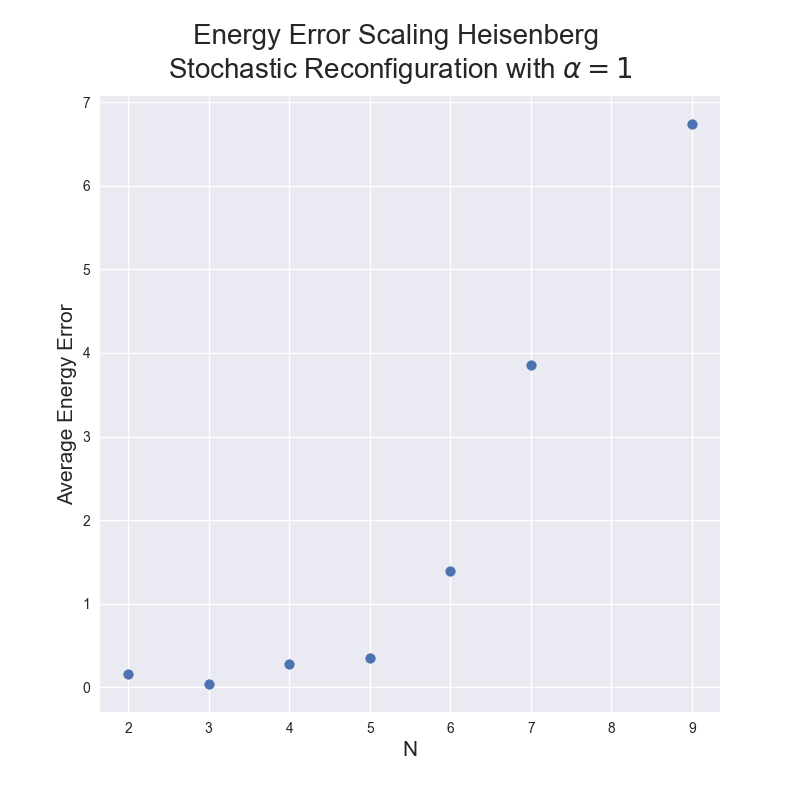 Energy Error Scaling Heisenberg
Stochastic Reconfiguration with α = 1
7
6
5
4
3
2
1
0
Average Energy Error
2 3 4 5 6 7 8 9
N